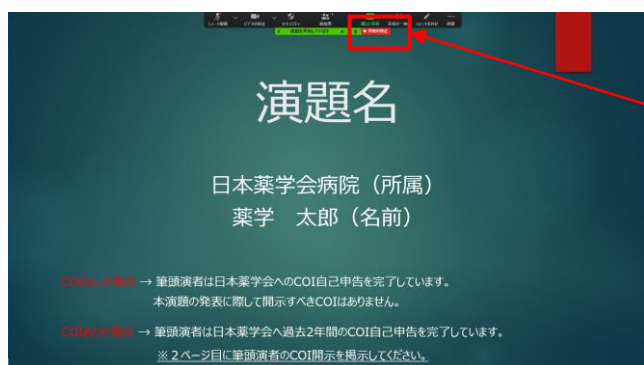 演題名
日本薬学会病院（所属）
薬学　太郎（名前）
COIなしの場合 → 筆頭演者は日本薬学会へのCOI自己申告を完了しています。
本演題の発表に際して開示すべきCOIはありません。
COIありの場合 → 筆頭演者は日本薬学会へ過去2年間のCOI自己申告を完了しています。
※２ページ目に筆頭演者のCOI開示を掲示してください。